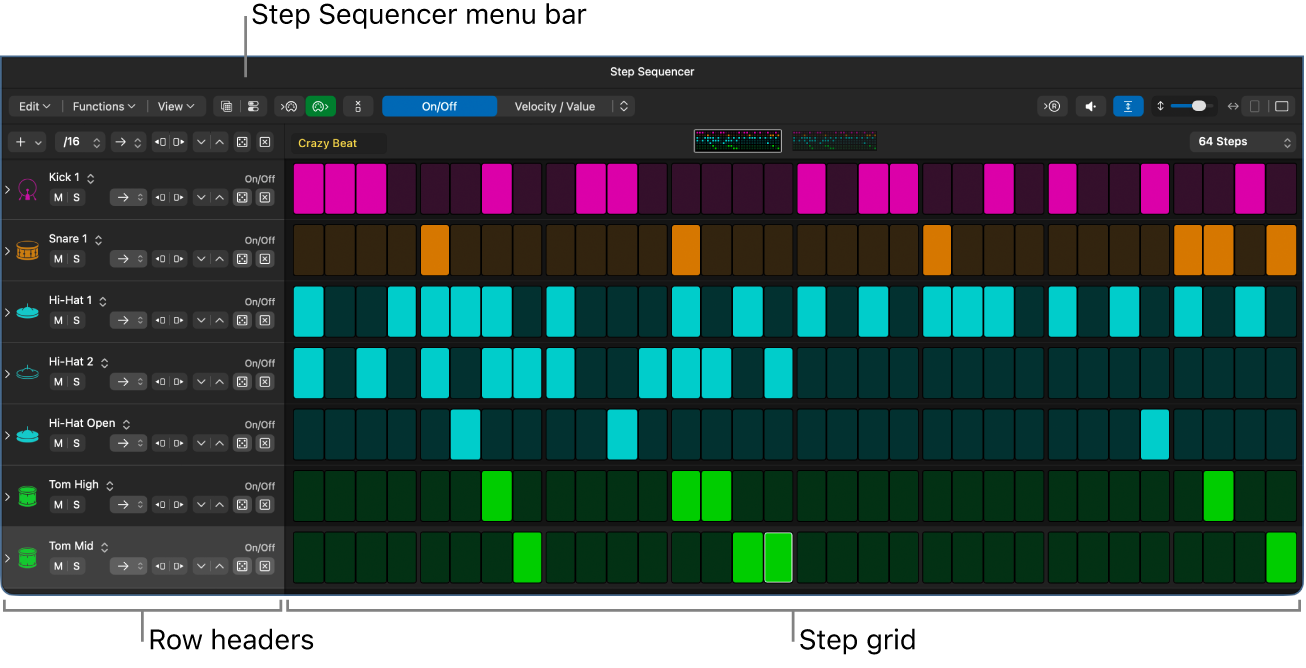 Step Sequencer menu bar
Step Sequencer
Edit Functions View On/Off Velocity / Value R
/16 Crazy Beat 64 Steps
Kick 1 On/Off
M S
Snare 1 On/Off
M S
Hi-Hat 1 On/Off
M S
Hi-Hat 2 On/Off
M S
Hi-Hat Open On/Off
M S
Tom High On/Off
M S
Tom Mid On/Off
M S
Row headers Step grid